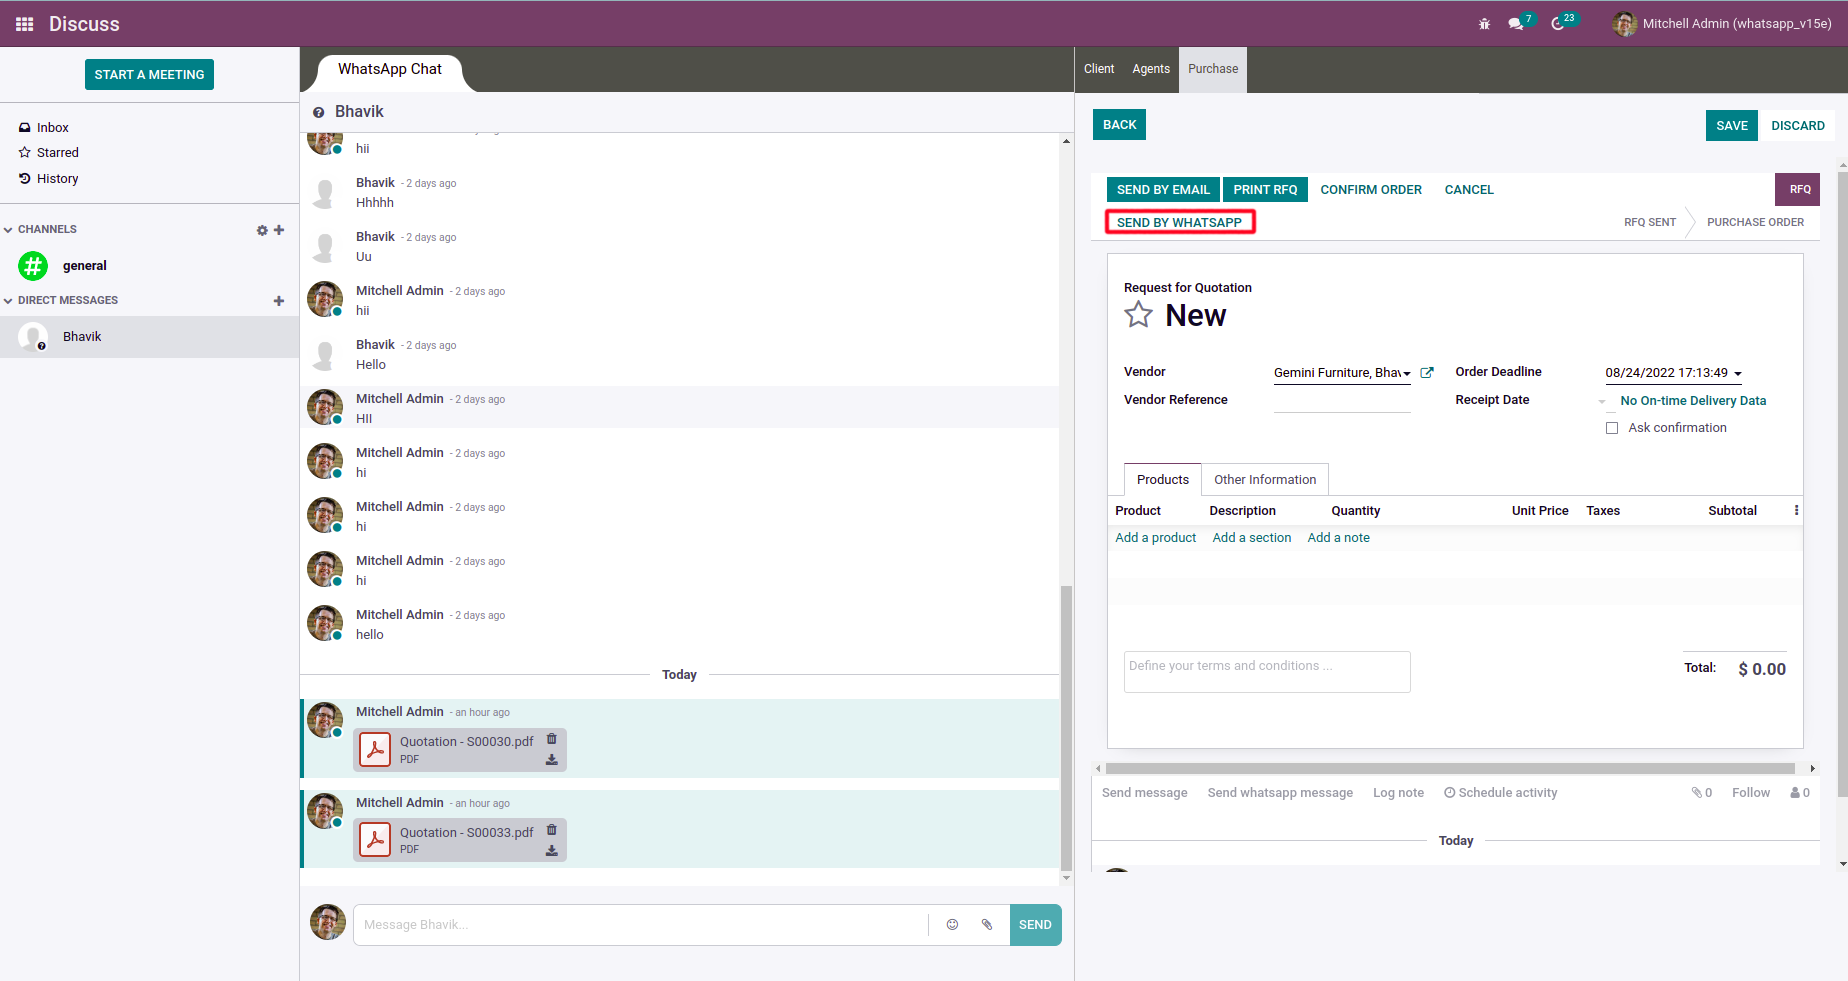 Discuss
7
23
Mitchell Admin (whatsapp_v15e)
START A MEETING
Inbox
Starred
History
CHANNELS
general
DIRECT MESSAGES
Bhavik
WhatsApp Chat
Bhavik
hii
Bhavik - 2 days ago
Hhhhh
Bhavik - 2 days ago
Uu
Mitchell Admin - 2 days ago
hii
Bhavik - 2 days ago
Hello
Mitchell Admin - 2 days ago
HII
Mitchell Admin - 2 days ago
hi
Mitchell Admin - 2 days ago
hi
Mitchell Admin - 2 days ago
hi
Mitchell Admin - 2 days ago
hello
Today
Mitchell Admin - an hour ago
Quotation - S00030.pdf
PDF
Mitchell Admin - an hour ago
Quotation - S00033.pdf
PDF
Message Bhavik...
SEND
Client Agents Purchase
BACK
SAVE DISCARD
SEND BY EMAIL PRINT RFQ CONFIRM ORDER CANCEL RFQ
SEND BY WHATSAPP RFQ SENT PURCHASE ORDER
Request for Quotation
New
Vendor Gemini Furniture, Bhav Order Deadline 08/24/2022 17:13:49
Vendor Reference Receipt Date No On-time Delivery Data
Ask confirmation
Products Other Information
Product Description Quantity Unit Price Taxes Subtotal
Add a product Add a section Add a note
Define your terms and conditions ...
Total: $ 0.00
Send message Send whatsapp message Log note Schedule activity 0 Follow 0
Today